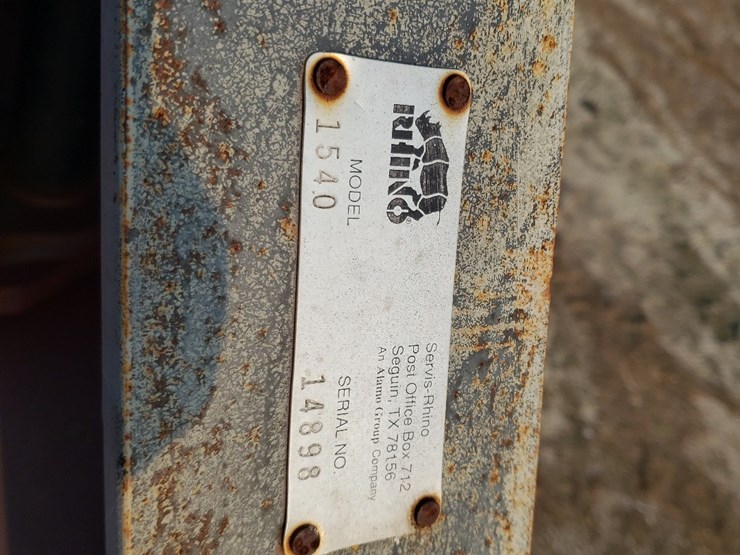 RHINO®
Servis-Rhino
Post Office Box 712
Seguin, TX 78156
An Alamo Group Company
MODEL
1540
SERIAL NO.
14898